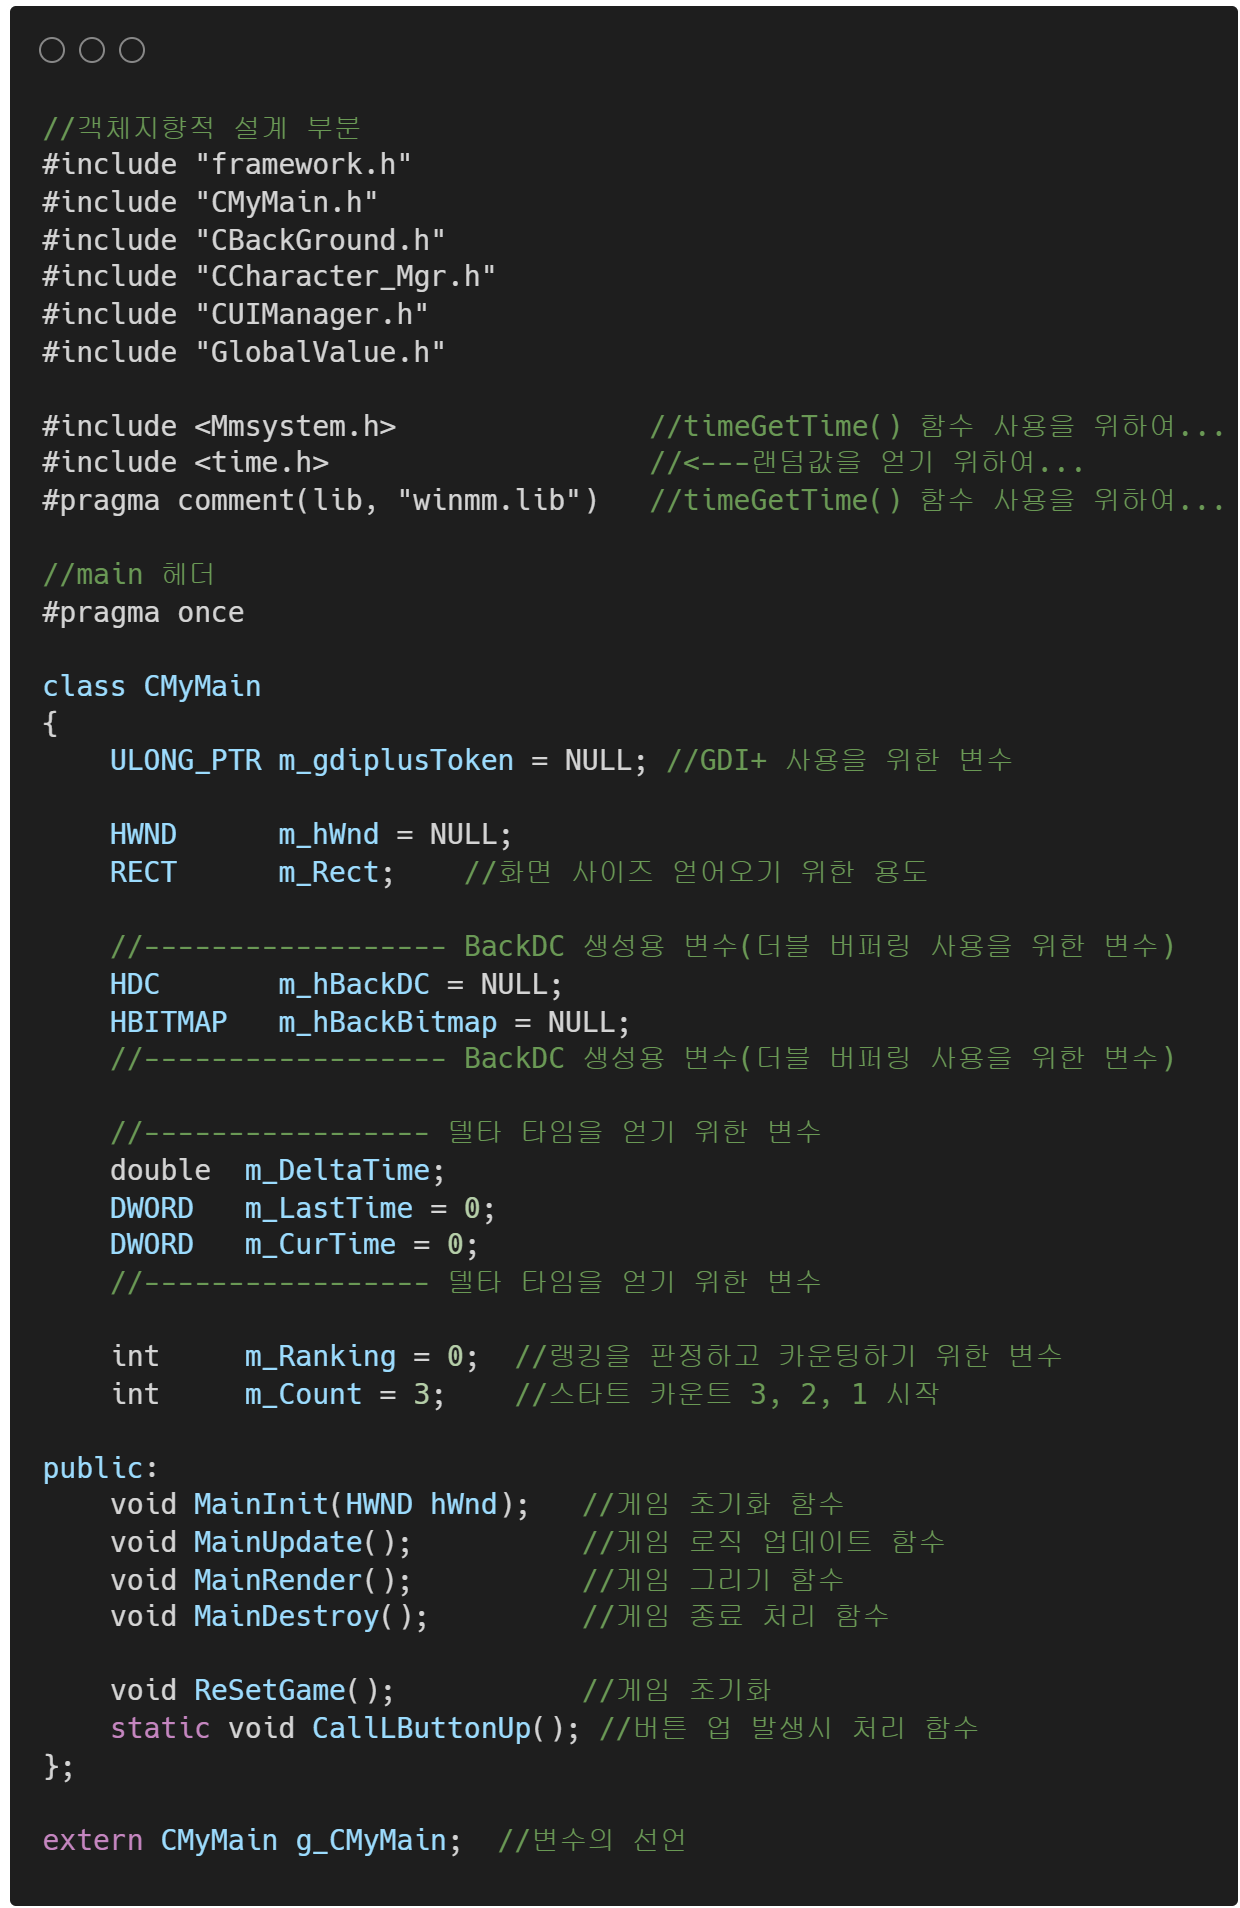 //객체지향적 설계 부분
#include "framework.h"
#include "CMyMain.h"
#include "CBackGround.h"
#include "CCharacter_Mgr.h"
#include "CUIManager.h"
#include "GlobalValue.h"

#include <Mmsystem.h>               //timeGetTime() 함수 사용을 위하여...
#include <time.h>                   //<---랜덤값을 얻기 위하여...
#pragma comment(lib, "winmm.lib")   //timeGetTime() 함수 사용을 위하여...

//main 헤더
#pragma once

class CMyMain
{
    ULONG_PTR m_gdiplusToken = NULL; //GDI+ 사용을 위한 변수

    HWND      m_hWnd = NULL;
    RECT      m_Rect;    //화면 사이즈 얻어오기 위한 용도

    //------------------ BackDC 생성용 변수(더블 버퍼링 사용을 위한 변수)
    HDC       m_hBackDC = NULL;
    HBITMAP   m_hBackBitmap = NULL;
    //------------------ BackDC 생성용 변수(더블 버퍼링 사용을 위한 변수)

    //----------------- 델타 타임을 얻기 위한 변수
    double  m_DeltaTime;
    DWORD   m_LastTime = 0;
    DWORD   m_CurTime = 0;
    //----------------- 델타 타임을 얻기 위한 변수

    int     m_Ranking = 0;  //랭킹을 판정하고 카운팅하기 위한 변수
    int     m_Count = 3;    //스타트 카운트 3, 2, 1 시작

public:
    void MainInit(HWND hWnd);   //게임 초기화 함수
    void MainUpdate();          //게임 로직 업데이트 함수
    void MainRender();          //게임 그리기 함수
    void MainDestroy();         //게임 종료 처리 함수

    void ReSetGame();           //게임 초기화
    static void CallLButtonUp(); //버튼 업 발생시 처리 함수
};

extern CMyMain g_CMyMain;  //변수의 선언